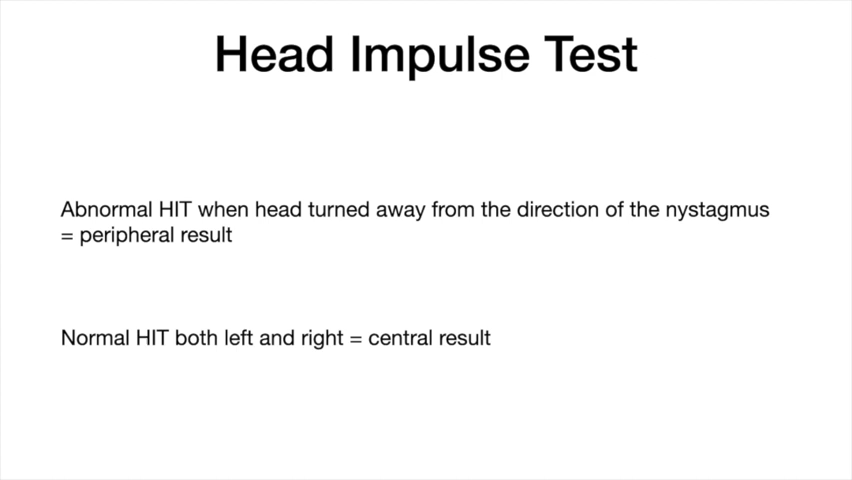 Head Impulse Test
Abnormal HIT when head turned away from the direction of the nystagmus
= peripheral result
Normal HIT both left and right = central result